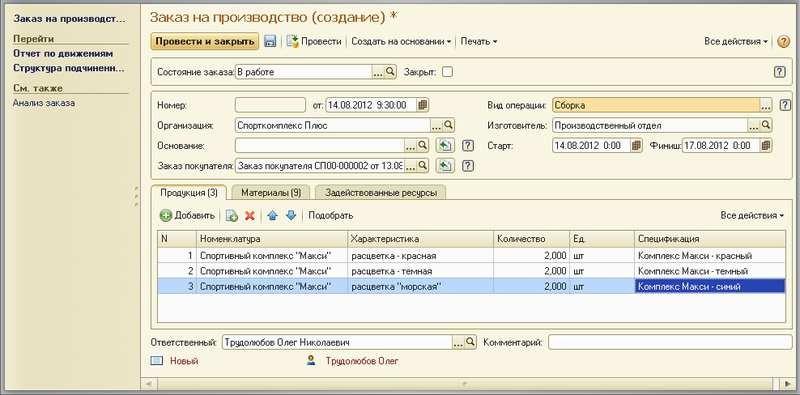 Заказ на производст...
Перейти
Отчет по движениям
Структура подчиненн...
См. также
Анализ заказа
Заказ на производство (создание) *
Провести и закрыть Провести Создать на основании Печать Все действия ?
Состояние заказа: В работе ... Закрыт: ?
Номер: от: 14.08.2012 9:30:00 Вид операции: Сборка ... ?
Организация: Спорткомплекс Плюс ... Изготовитель: Производственный отдел ...
Основание: ... ? Старт: 14.08.2012 0:00 Финиш: 17.08.2012 0:00
Заказ покупателя: Заказ покупателя СП00-000002 от 13.08 ... ?
Продукция (3) Материалы (9) Задействованные ресурсы
Добавить Подобрать Все действия
N Номенклатура Характеристика Количество Ед. Спецификация
1 Спортивный комплекс "Макси" расцветка - красная 2,000 шт Комплекс Макси - красный
2 Спортивный комплекс "Макси" расцветка - темная 2,000 шт Комплекс Макси - темный
3 Спортивный комплекс "Макси" расцветка "морская" 2,000 шт Комплекс Макси - синий
Ответственный: Трудолюбов Олег Николаевич ... Комментарий:
Новый Трудолюбов Олег